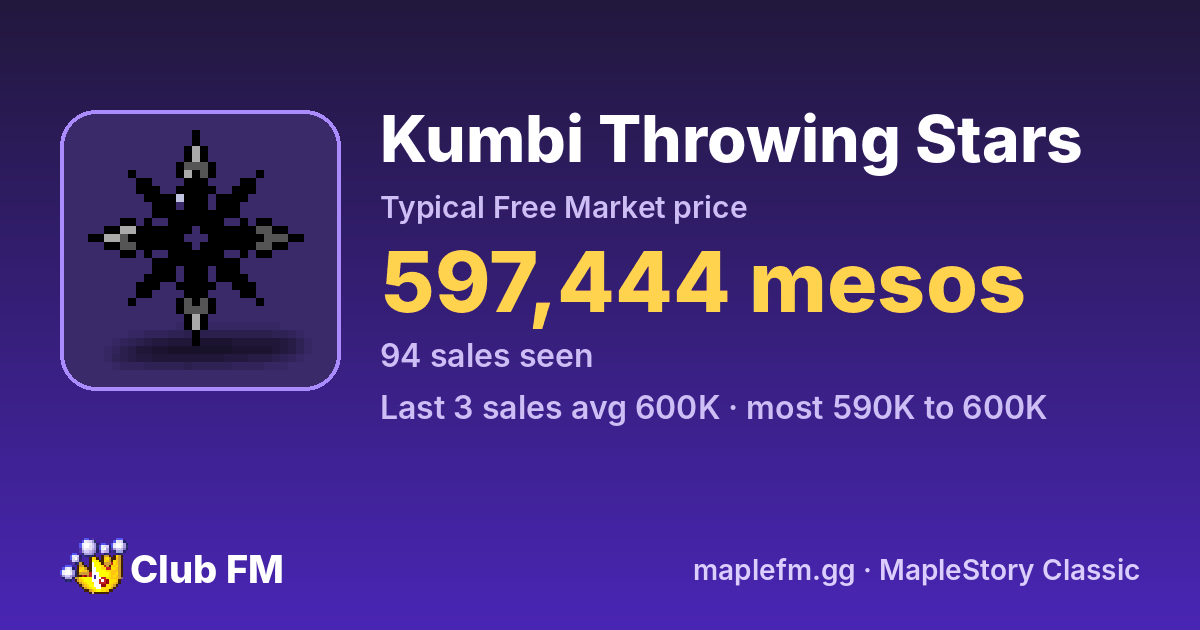 Kumbi Throwing Stars
Typical Free Market price
597,444 mesos
94 sales seen
Last 3 sales avg 600K · most 590K to 600K
Club FM
maplefm.gg · MapleStory Classic